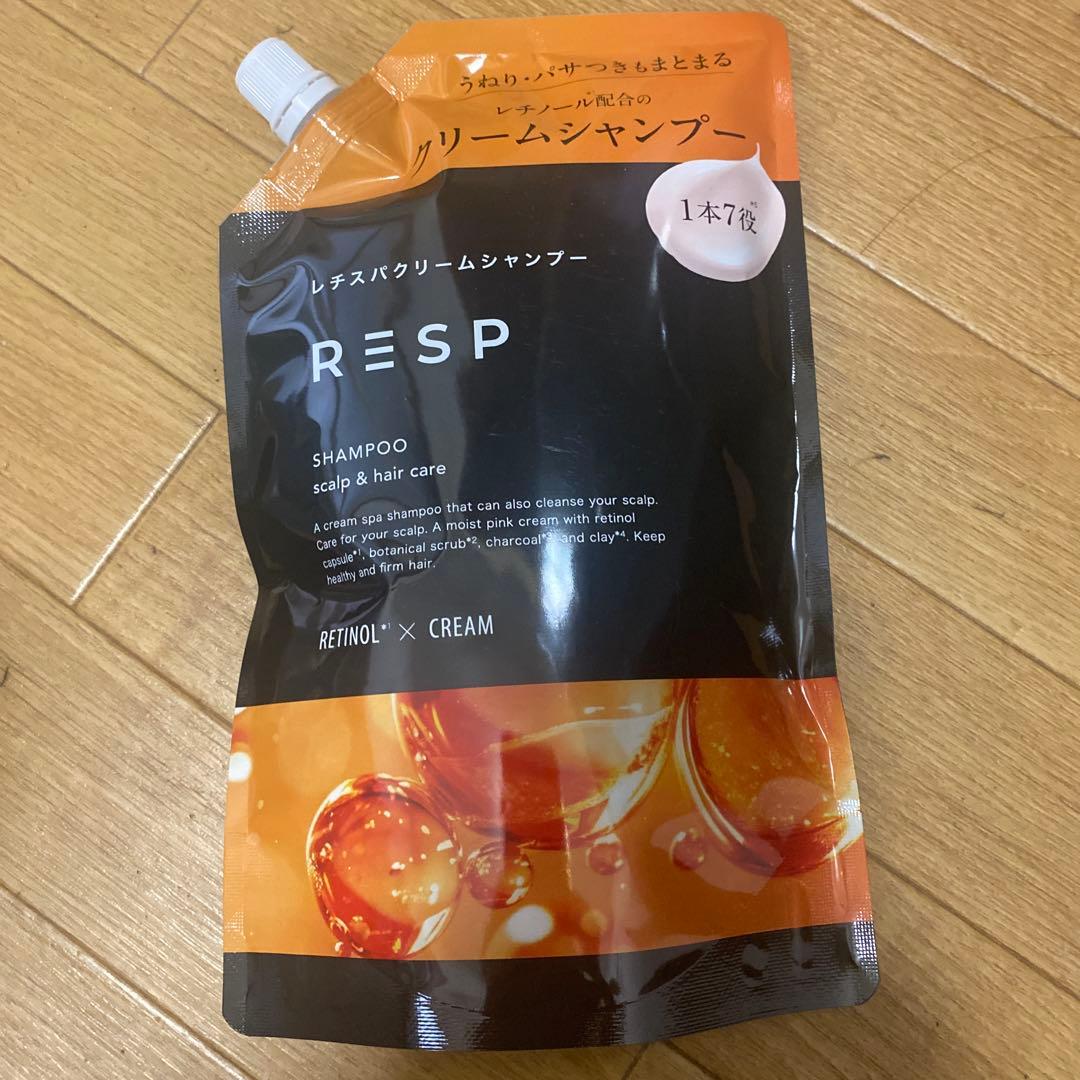 うねり・パサつきもまとまる
レチノール配合の
クリームシャンプー
1本7役
レチスパクリームシャンプー
RESP
SHAMPOO
scalp & hair care
A cream spa shampoo that can also cleanse your scalp.
Care for your scalp. A moist pink cream with retinol
capsule*1, botanical scrub*2, charcoal*3 and clay*4. Keep
healthy and firm hair.
RETINOL*1 × CREAM